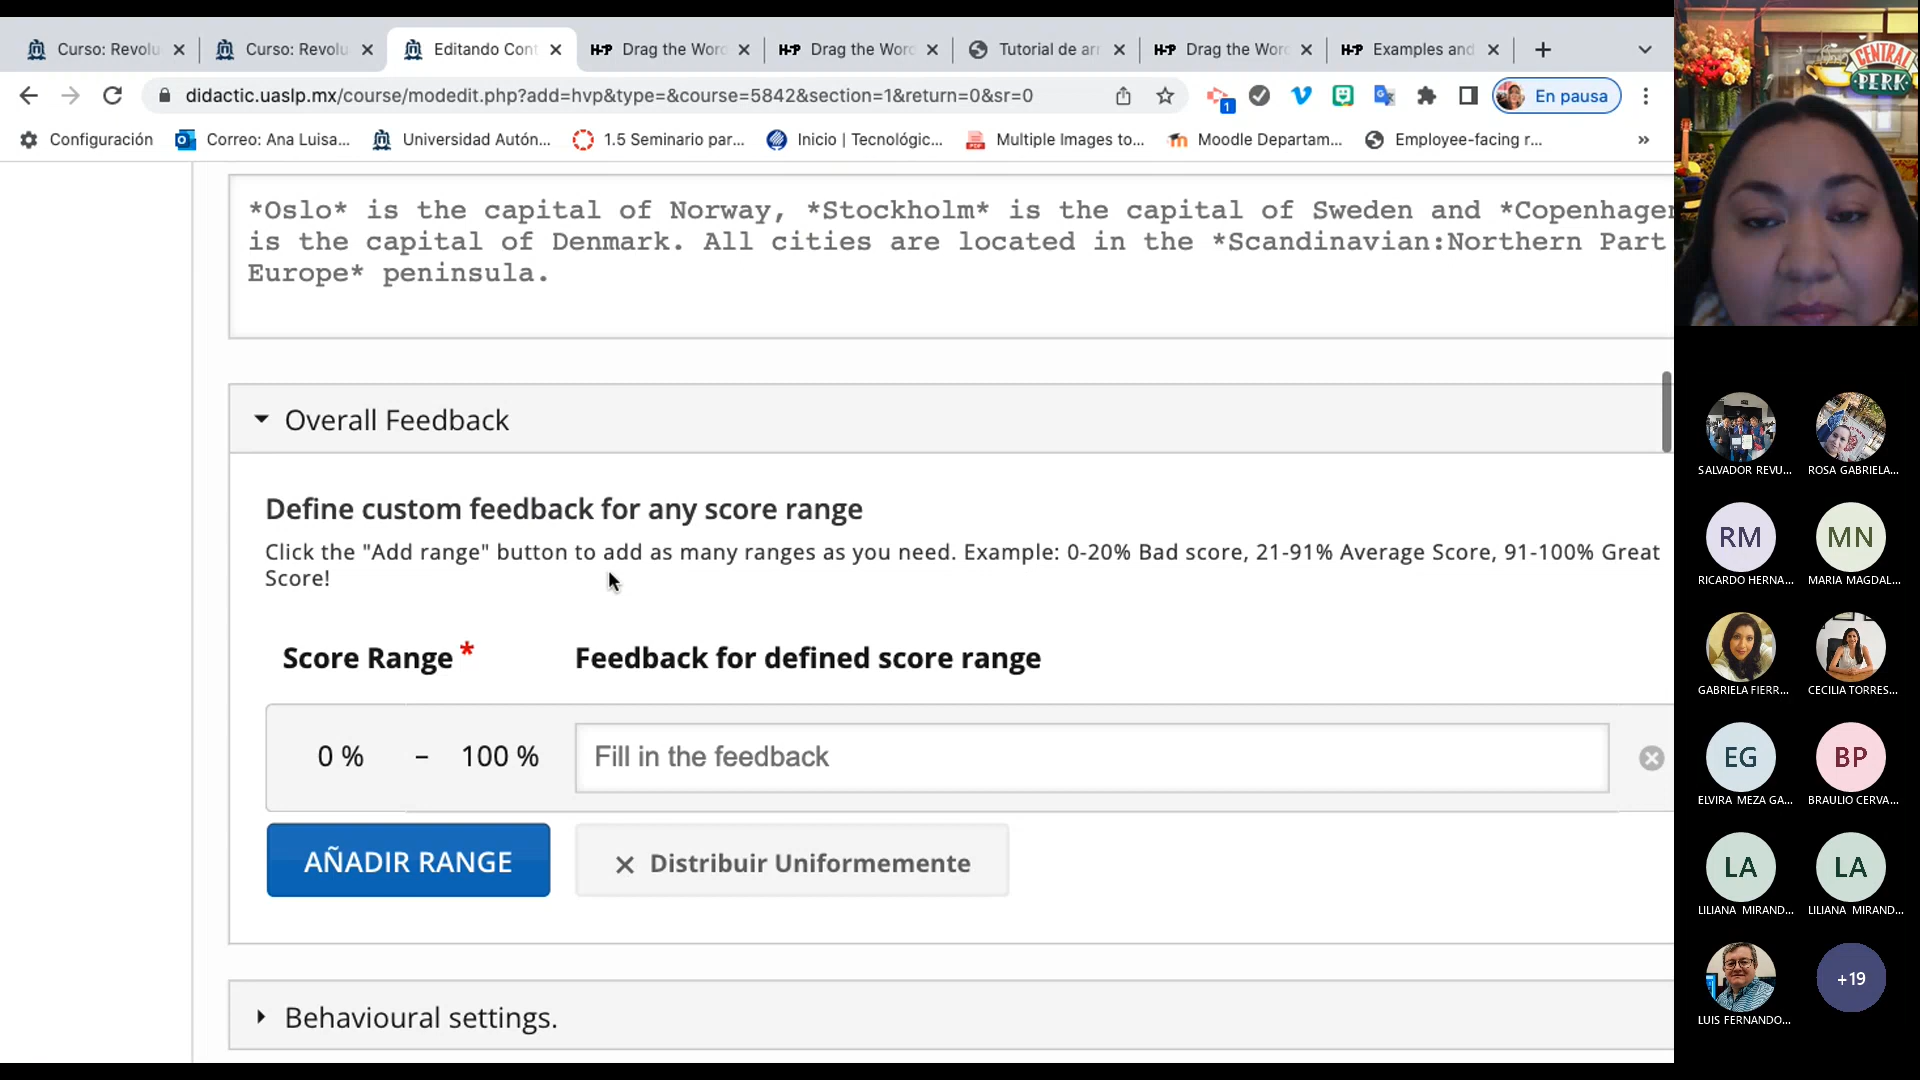 Curso: Revolu
Curso: Revolu
Editando Cont
H-P Drag the Word
H-P Drag the Word
Tutorial de arr
H-P Drag the Word
H-P Examples and
didactic.uaslp.mx/course/modedit.php?add=hvp&type=&course=5842&section=1&return=0&sr=0
1
En pausa
Configuración
Correo: Ana Luisa...
Universidad Autón...
1.5 Seminario par...
Inicio | Tecnológic...
Multiple Images to...
Moodle Departam...
Employee-facing r...
»
*Oslo* is the capital of Norway, *Stockholm* is the capital of Sweden and *Copenhagen
is the capital of Denmark. All cities are located in the *Scandinavian:Northern Part
Europe* peninsula.
Overall Feedback
Define custom feedback for any score range
Click the "Add range" button to add as many ranges as you need. Example: 0-20% Bad score, 21-91% Average Score, 91-100% Great
Score!
Score Range *
Feedback for defined score range
0 % – 100 %
Fill in the feedback
AÑADIR RANGE
Distribuir Uniformemente
Behavioural settings.
CENTRAL
PERK
SALVADOR REVU...
ROSA GABRIELA...
RM
MN
RICARDO HERNA...
MARIA MAGDAL...
GABRIELA FIERR...
CECILIA TORRES...
EG
BP
ELVIRA MEZA GA...
BRAULIO CERVA...
LA
LA
LILIANA MIRAND...
LILIANA MIRAND...
+19
LUIS FERNANDO...